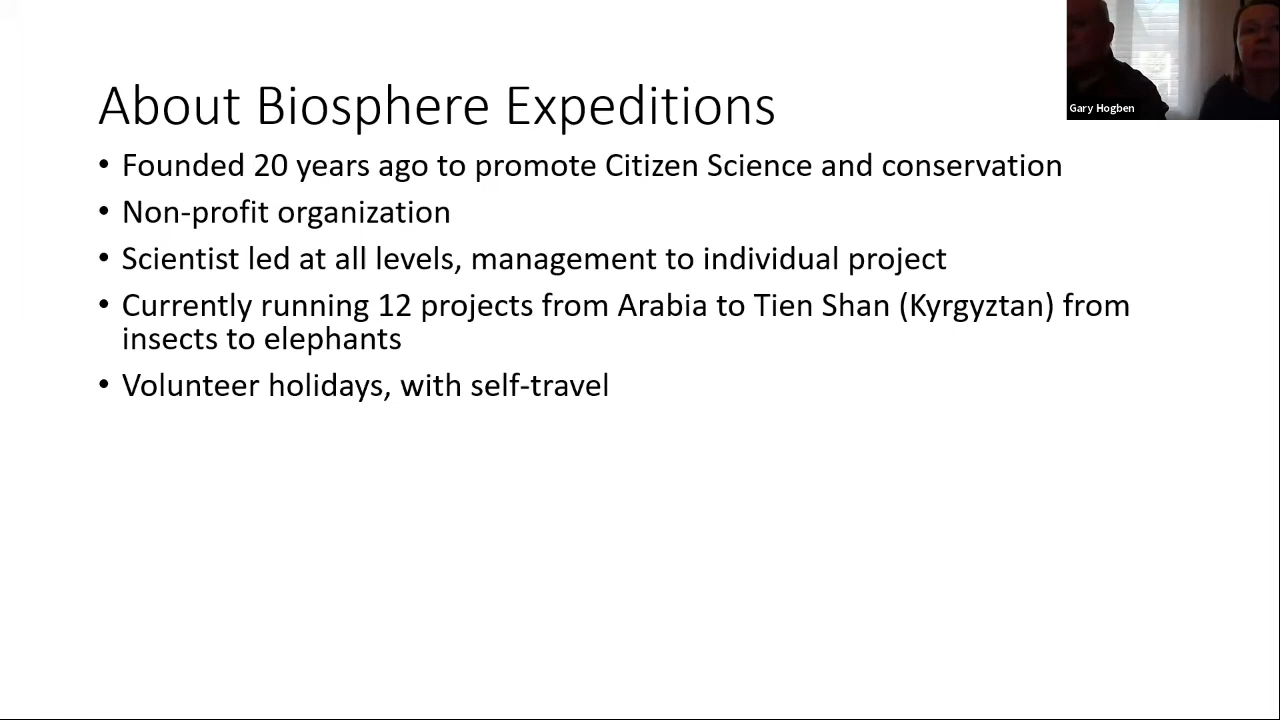 About Biosphere Expeditions
• Founded 20 years ago to promote Citizen Science and conservation
• Non-profit organization
• Scientist led at all levels, management to individual project
• Currently running 12 projects from Arabia to Tien Shan (Kyrgyztan) from
insects to elephants
• Volunteer holidays, with self-travel
Gary Hogben